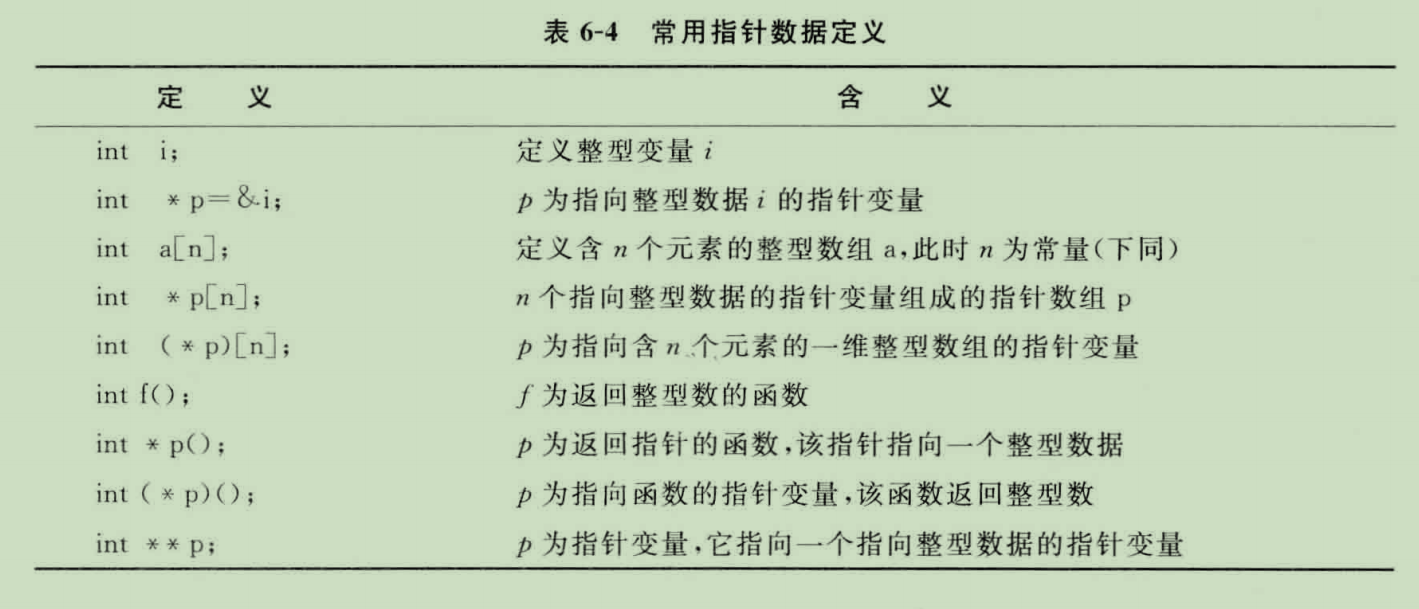 表 6-4 常用指针数据定义
定 义 含 义
int i; 定义整型变量 i
int *p=&i; p 为指向整型数据 i 的指针变量
int a[n]; 定义含 n 个元素的整型数组 a,此时 n 为常量(下同)
int *p[n]; n 个指向整型数据的指针变量组成的指针数组 p
int (*p)[n]; p 为指向含 n 个元素的一维整型数组的指针变量
int f(); f 为返回整型数的函数
int *p(); p 为返回指针的函数,该指针指向一个整型数据
int (*p)(); p 为指向函数的指针变量,该函数返回整型数
int **p; p 为指针变量,它指向一个指向整型数据的指针变量